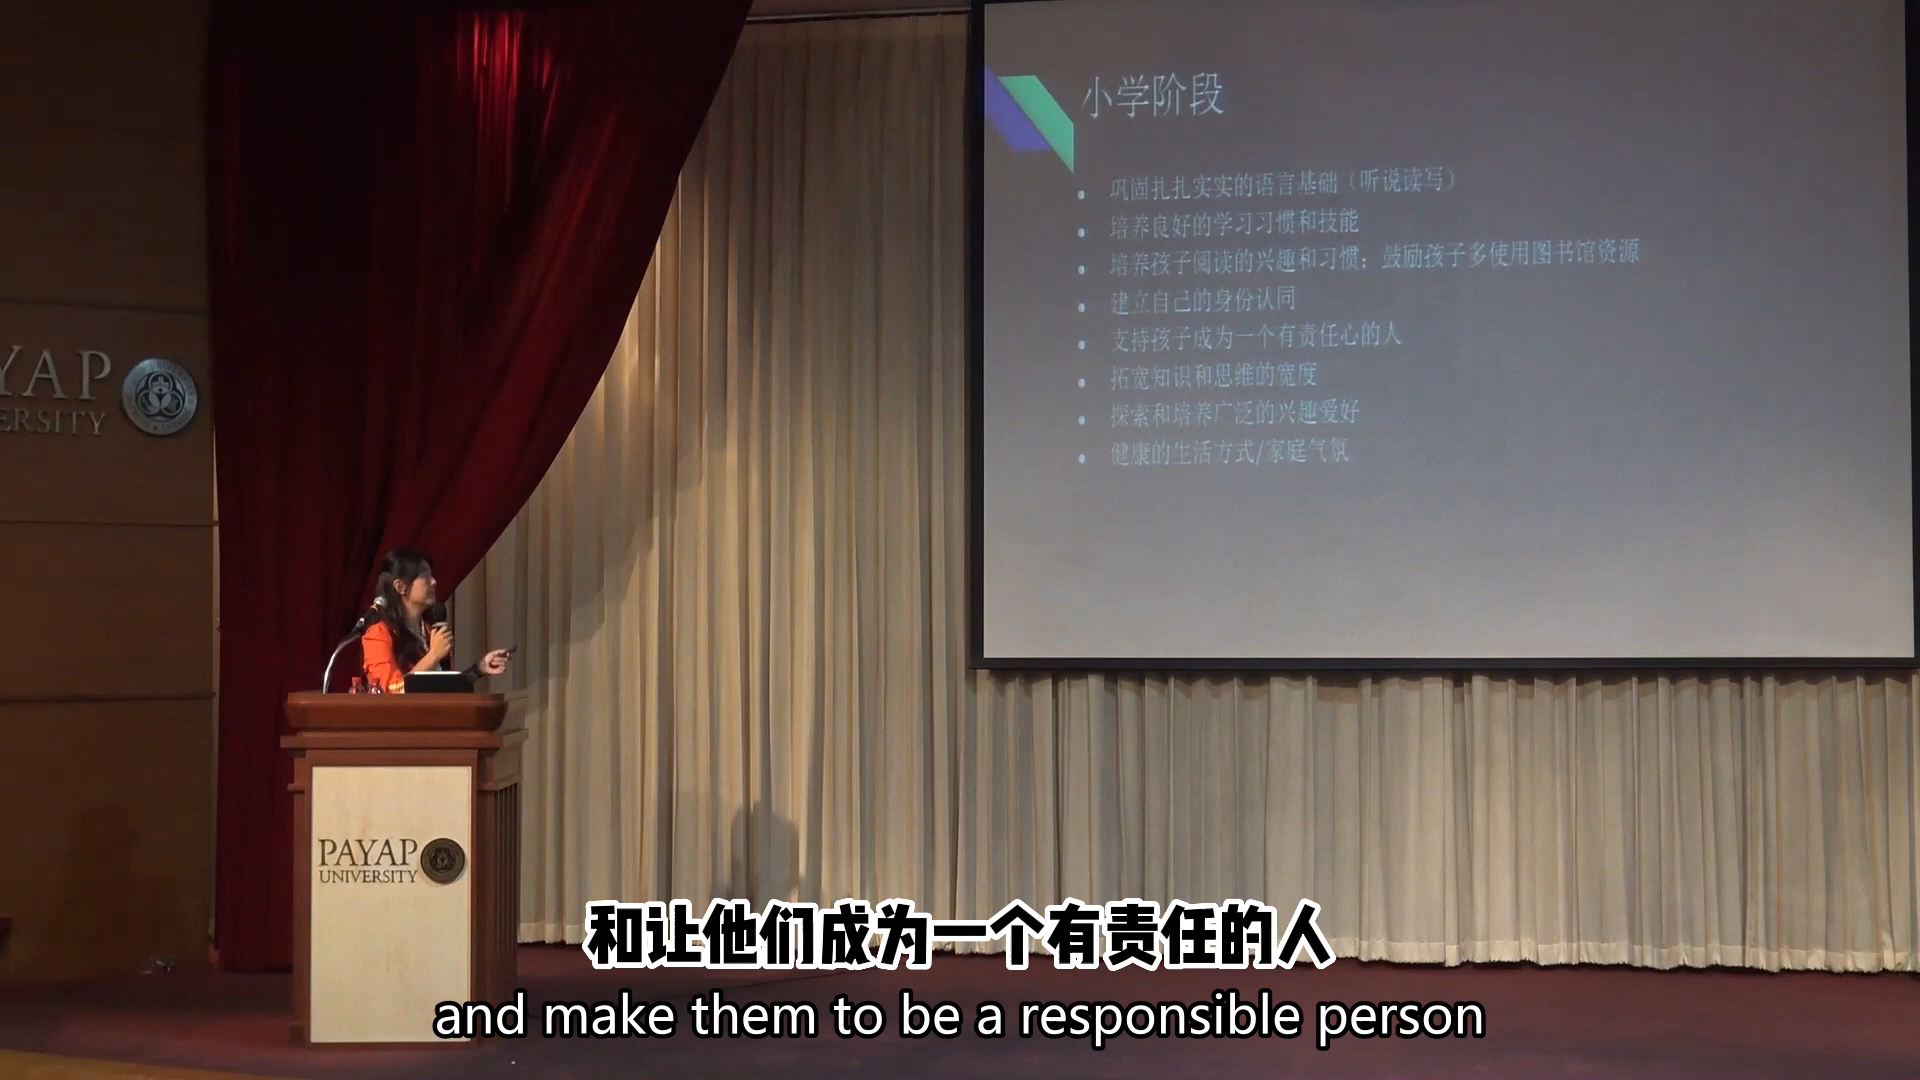 小学阶段
巩固扎扎实实的语言基础（听说读写）
培养良好的学习习惯和技能
培养孩子阅读的兴趣和习惯；鼓励孩子多使用图书馆资源
建立自己的身份认同
支持孩子成为一个有责任心的人
拓宽知识和思维的宽度
探索和培养广泛的兴趣爱好
健康的生活方式/家庭气氛
YAP
ERSITY
PAYAP
UNIVERSITY
和让他们成为一个有责任的人
and make them to be a responsible person